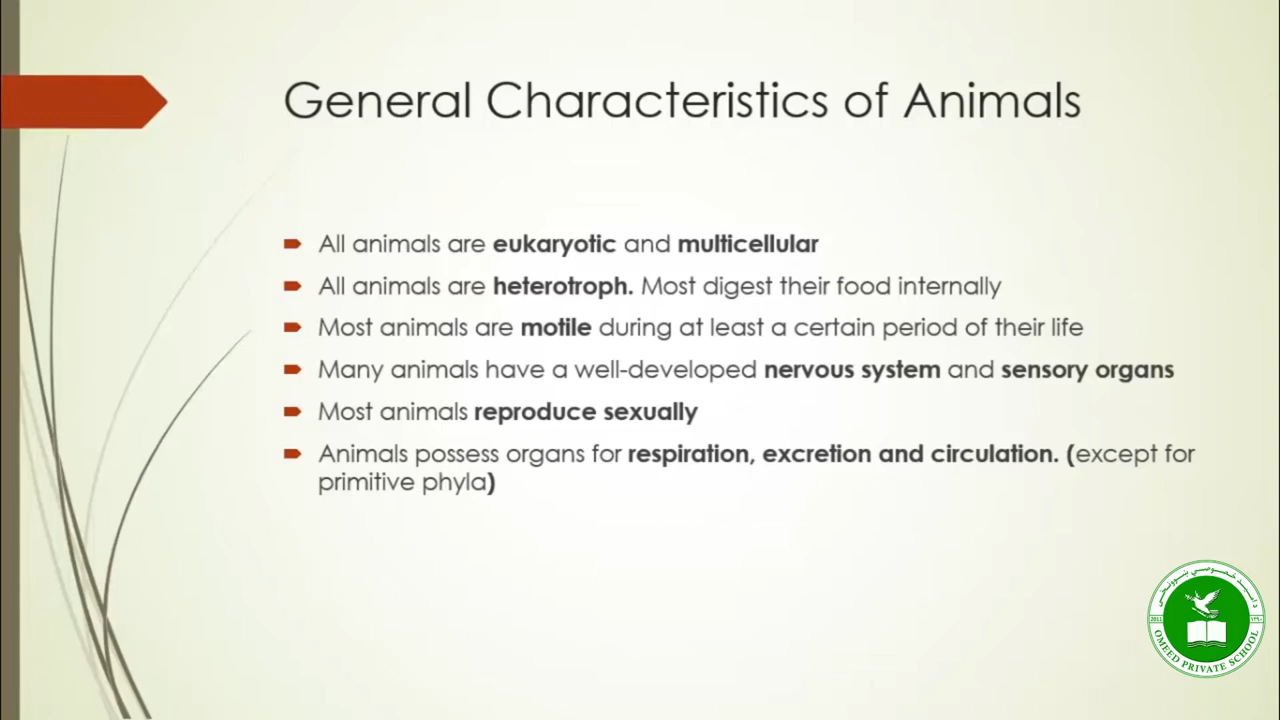 General Characteristics of Animals
All animals are eukaryotic and multicellular
All animals are heterotroph. Most digest their food internally
Most animals are motile during at least a certain period of their life
Many animals have a well-developed nervous system and sensory organs
Most animals reproduce sexually
Animals possess organs for respiration, excretion and circulation. (except for
primitive phyla)
2011
۱۳۹۰
OMEED PRIVATE SCHOOL